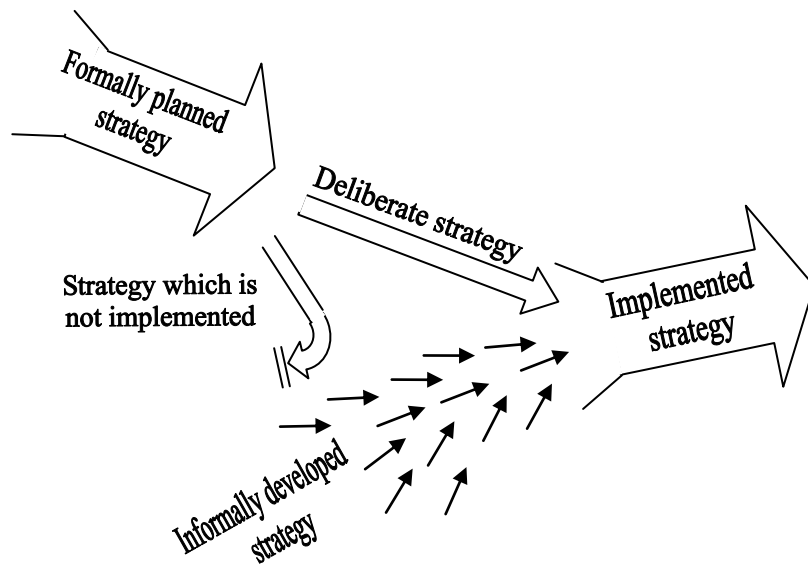 Formally planned
strategy
Deliberate strategy
Strategy which is
not implemented
Implemented
strategy
Informally developed
strategy